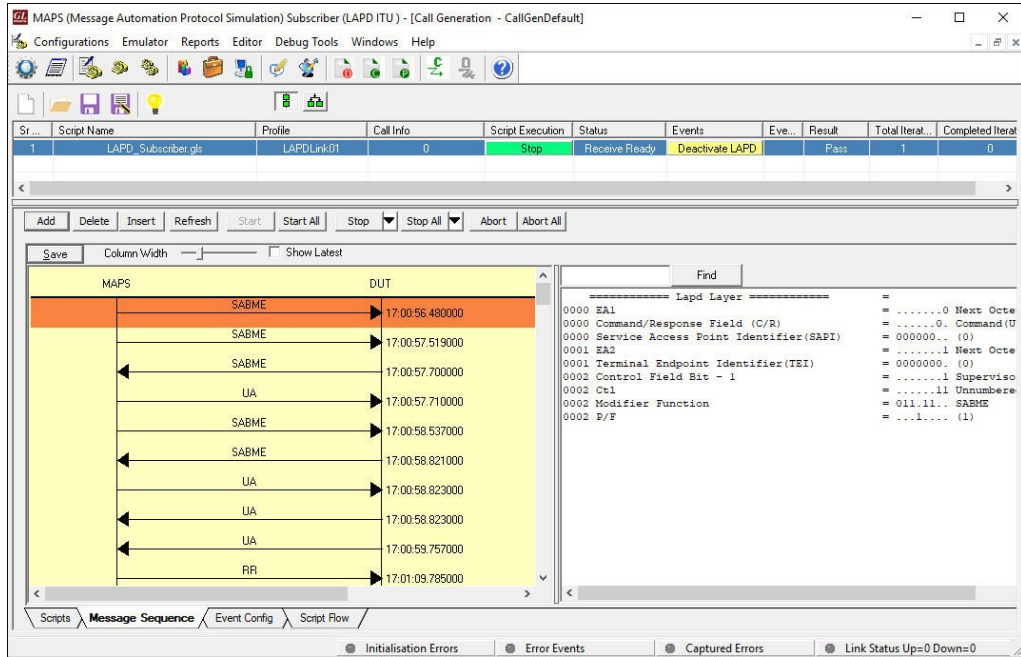 GL MAPS (Message Automation Protocol Simulation) Subscriber (LAPD ITU ) - [Call Generation - CallGenDefault]
Configurations Emulator Reports Editor Debug Tools Windows Help
Sr ... Script Name Profile Call Info Script Execution Status Events Eve... Result Total Iterat... Completed Iterat
1 LAPD_Subscriber.gls LAPDLink01 0 Stop Receive Ready Deactivate LAPD Pass 1 0
Add Delete Insert Refresh Start Start All Stop Stop All Abort Abort All
Save Column Width Show Latest
Find
MAPS DUT
SABME
17:00:56.480000
SABME
17:00:57.519000
SABME
17:00:57.700000
UA
17:00:57.710000
SABME
17:00:58.537000
SABME
17:00:58.821000
UA
17:00:58.823000
UA
17:00:58.823000
UA
17:00:59.757000
RR
17:01:09.785000
============ Lapd Layer ============ =
0000 EA1 = .......0 Next Octe
0000 Command/Response Field (C/R) = ......0. Command(U
0000 Service Access Point Identifier(SAPI) = 000000.. (0)
0001 EA2 = .......1 Next Octe
0001 Terminal Endpoint Identifier(TEI) = 0000000. (0)
0002 Control Field Bit - 1 = .......1 Superviso
0002 Ctl = ......11 Unnumbere
0002 Modifier Function = 011.11.. SABME
0002 P/F = ...1.... (1)
Scripts Message Sequence Event Config Script Flow
Initialisation Errors Error Events Captured Errors Link Status Up=0 Down=0